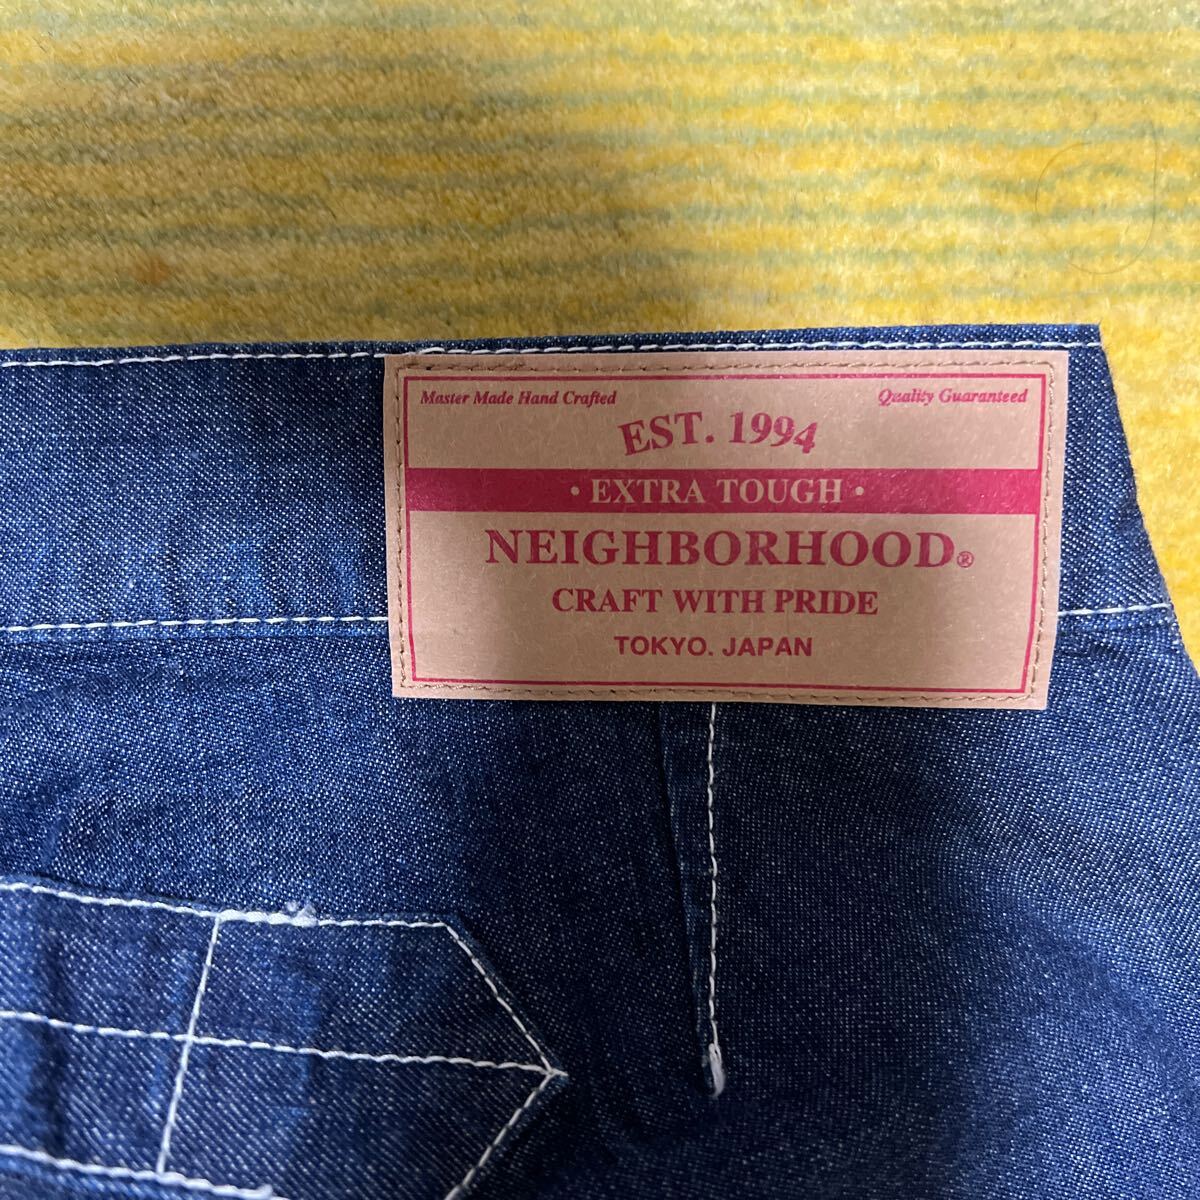 Master Made Hand Crafted
Quality Guaranteed
EST. 1994
• EXTRA TOUGH •
NEIGHBORHOOD®
CRAFT WITH PRIDE
TOKYO. JAPAN